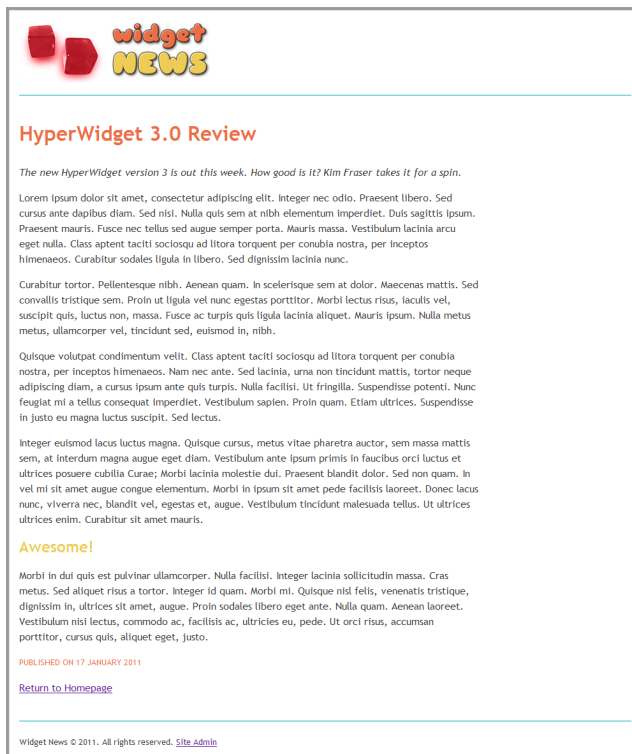 widget
NEWS
HyperWidget 3.0 Review
The new HyperWidget version 3 is out this week. How good is it? Kim Fraser takes it for a spin.
Lorem ipsum dolor sit amet, consectetur adipiscing elit. Integer nec odio. Praesent libero. Sed
cursus ante dapibus diam. Sed nisi. Nulla quis sem at nibh elementum imperdiet. Duis sagittis ipsum.
Praesent mauris. Fusce nec tellus sed augue semper porta. Mauris massa. Vestibulum lacinia arcu
eget nulla. Class aptent taciti sociosqu ad litora torquent per conubia nostra, per inceptos
himenaeos. Curabitur sodales ligula in libero. Sed dignissim lacinia nunc.
Curabitur tortor. Pellentesque nibh. Aenean quam. In scelerisque sem at dolor. Maecenas mattis. Sed
convallis tristique sem. Proin ut ligula vel nunc egestas porttitor. Morbi lectus risus, iaculis vel,
suscipit quis, luctus non, massa. Fusce ac turpis quis ligula lacinia aliquet. Mauris ipsum. Nulla metus
metus, ullamcorper vel, tincidunt sed, euismod in, nibh.
Quisque volutpat condimentum velit. Class aptent taciti sociosqu ad litora torquent per conubia
nostra, per inceptos himenaeos. Nam nec ante. Sed lacinia, urna non tincidunt mattis, tortor neque
adipiscing diam, a cursus ipsum ante quis turpis. Nulla facilisi. Ut fringilla. Suspendisse potenti. Nunc
feugiat mi a tellus consequat imperdiet. Vestibulum sapien. Proin quam. Etiam ultrices. Suspendisse
in justo eu magna luctus suscipit. Sed lectus.
Integer euismod lacus luctus magna. Quisque cursus, metus vitae pharetra auctor, sem massa mattis
sem, at interdum magna augue eget diam. Vestibulum ante ipsum primis in faucibus orci luctus et
ultrices posuere cubilia Curae; Morbi lacinia molestie dui. Praesent blandit dolor. Sed non quam. In
vel mi sit amet augue congue elementum. Morbi in ipsum sit amet pede facilisis laoreet. Donec lacus
nunc, viverra nec, blandit vel, egestas et, augue. Vestibulum tincidunt malesuada tellus. Ut ultrices
ultrices enim. Curabitur sit amet mauris.
Awesome!
Morbi in dui quis est pulvinar ullamcorper. Nulla facilisi. Integer lacinia sollicitudin massa. Cras
metus. Sed aliquet risus a tortor. Integer id quam. Morbi mi. Quisque nisl felis, venenatis tristique,
dignissim in, ultrices sit amet, augue. Proin sodales libero eget ante. Nulla quam. Aenean laoreet.
Vestibulum nisi lectus, commodo ac, facilisis ac, ultricies eu, pede. Ut orci risus, accumsan
porttitor, cursus quis, aliquet eget, justo.
PUBLISHED ON 17 JANUARY 2011
Return to Homepage
Widget News © 2011. All rights reserved. Site Admin